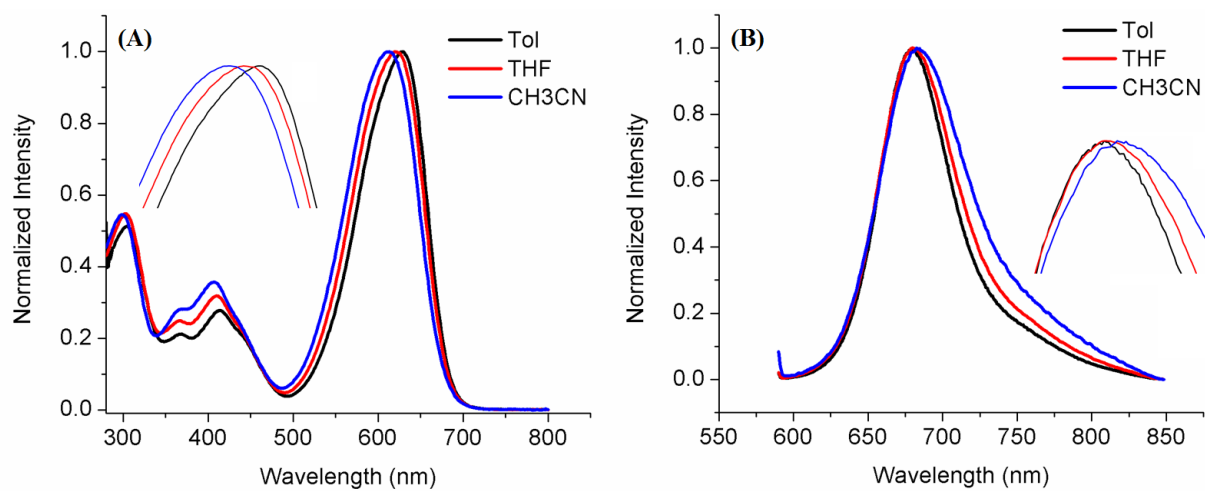 (A)
Tol
THF
CH3CN
1.0
0.8
0.6
0.4
0.2
0.0
Normalized Intensity
300 400 500 600 700 800
Wavelength (nm)
(B)
Tol
THF
CH3CN
1.0
0.8
0.6
0.4
0.2
0.0
Normalized Intensity
550 600 650 700 750 800 850
Wavelength (nm)